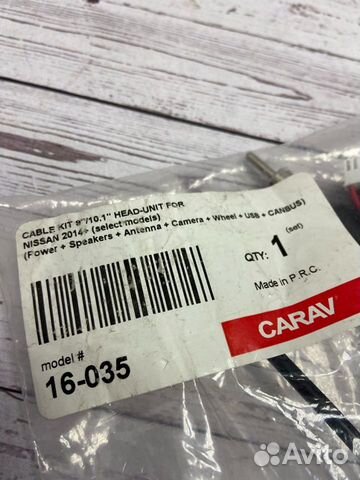 CABLE KIT 9"/10.1" HEAD-UNIT FOR
NISSAN 2014+ (select models)
(Power + Speakers + Antenna + Camera + Wheel + USB + CANBUS)
QTY: 1 (set)
Made in P.R.C.
CARAV
model #
16-035
Avito